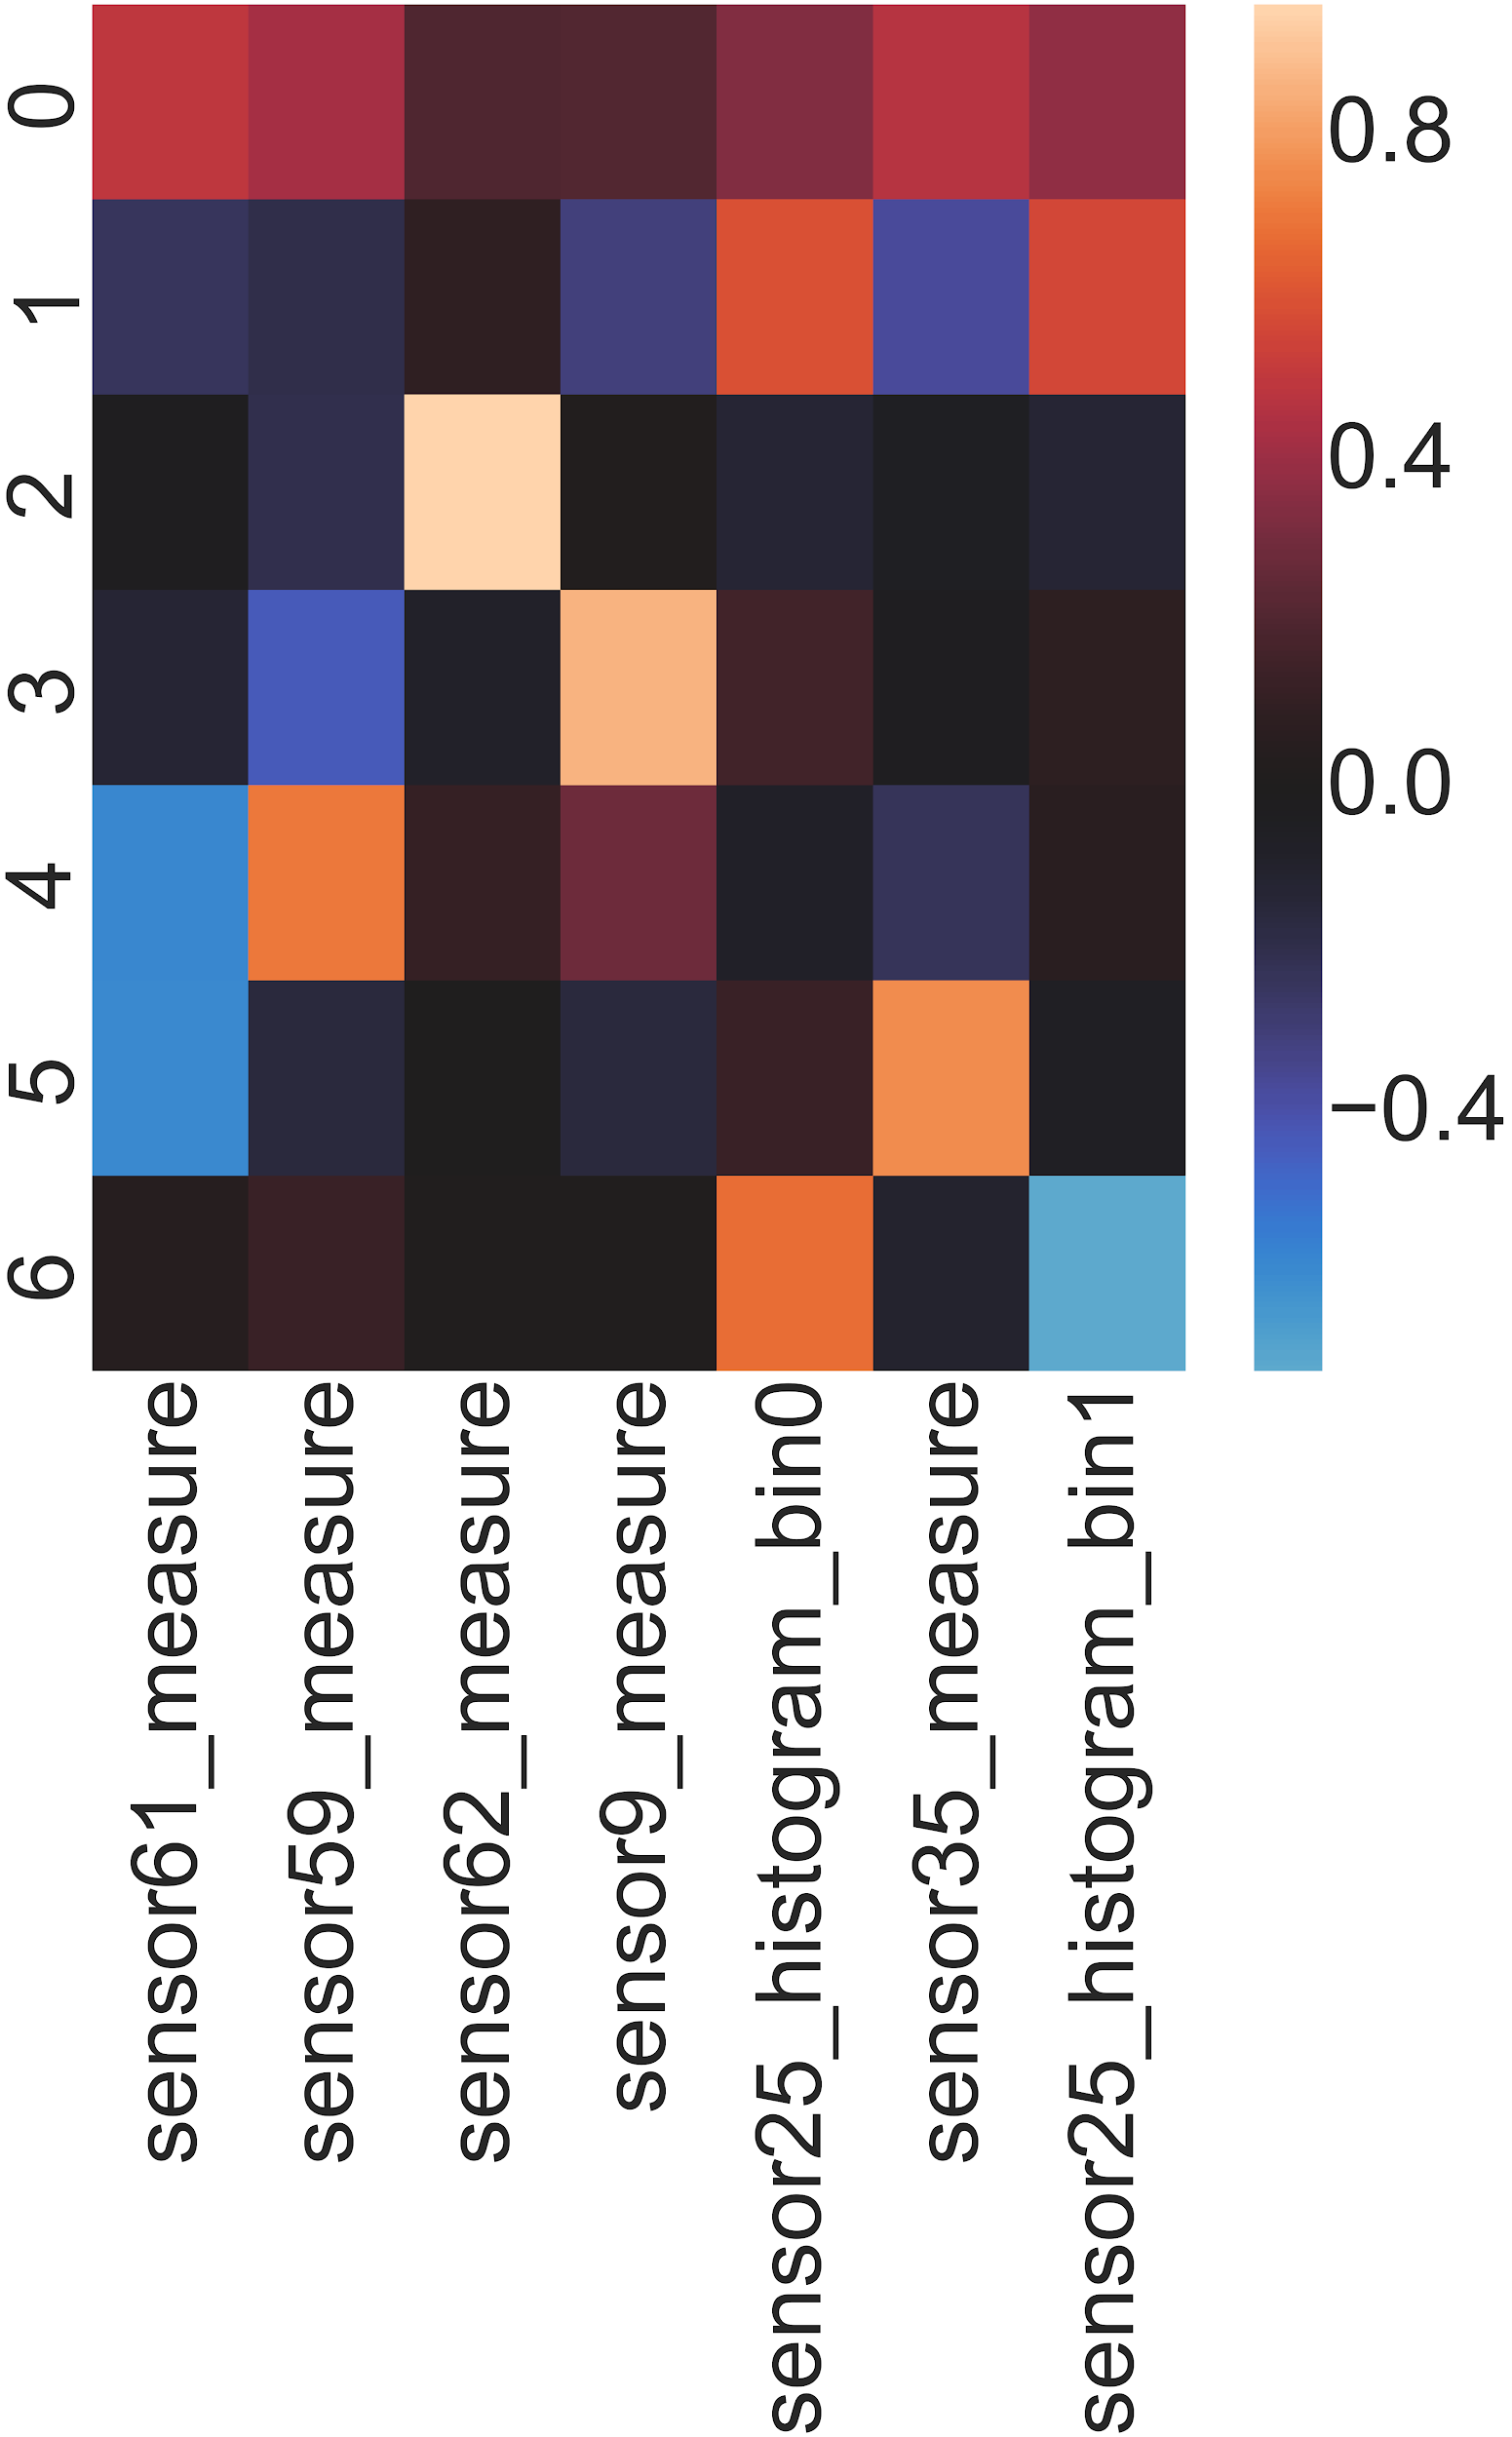 0
1
2
3
4
5
6
0.8
0.4
0.0
−0.4
sensor61_measure
sensor59_measure
sensor62_measure
sensor9_measure
sensor25_histogram_bin0
sensor35_measure
sensor25_histogram_bin1